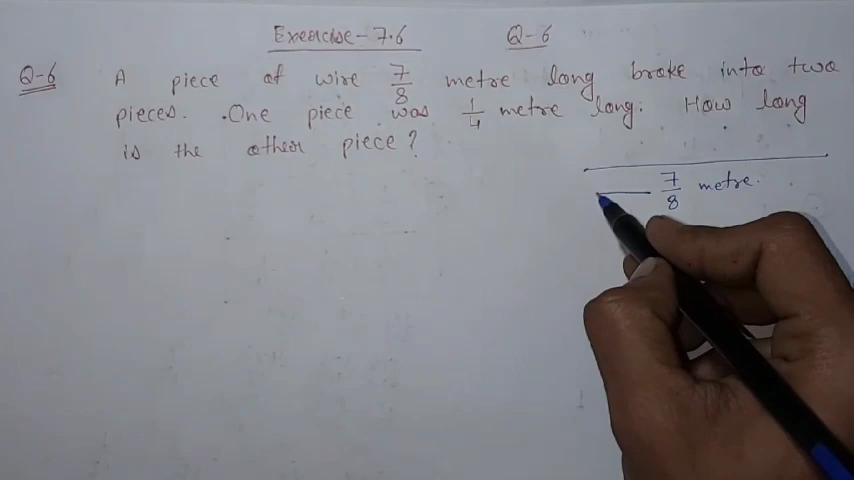 Exercise-7.6 Q-6
Q-6 A piece of wire 7/8 metre long broke into two
pieces. One piece was 1/4 metre long. How long
is the other piece?
7/8 metre.